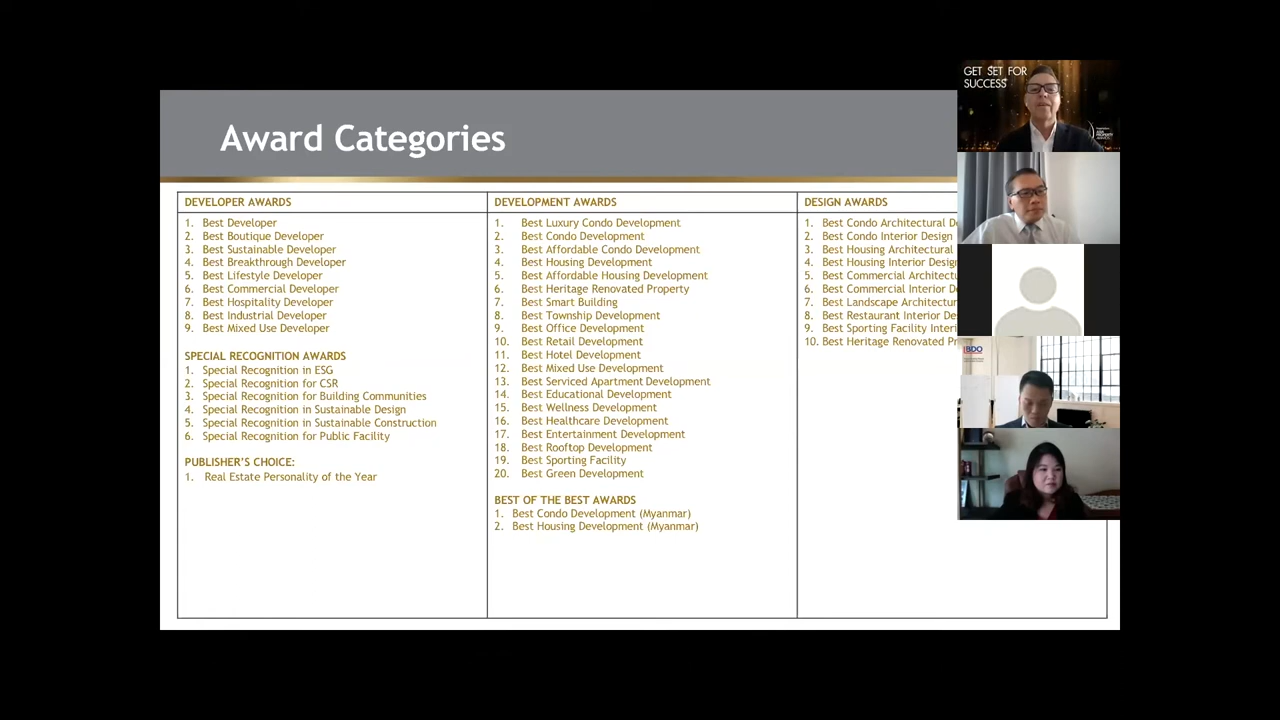 Award Categories
DEVELOPER AWARDS
1. Best Developer
2. Best Boutique Developer
3. Best Sustainable Developer
4. Best Breakthrough Developer
5. Best Lifestyle Developer
6. Best Commercial Developer
7. Best Hospitality Developer
8. Best Industrial Developer
9. Best Mixed Use Developer
SPECIAL RECOGNITION AWARDS
1. Special Recognition in ESG
2. Special Recognition for CSR
3. Special Recognition for Building Communities
4. Special Recognition in Sustainable Design
5. Special Recognition in Sustainable Construction
6. Special Recognition for Public Facility
PUBLISHER'S CHOICE:
1. Real Estate Personality of the Year
DEVELOPMENT AWARDS
1. Best Luxury Condo Development
2. Best Condo Development
3. Best Affordable Condo Development
4. Best Housing Development
5. Best Affordable Housing Development
6. Best Heritage Renovated Property
7. Best Smart Building
8. Best Township Development
9. Best Office Development
10. Best Retail Development
11. Best Hotel Development
12. Best Mixed Use Development
13. Best Serviced Apartment Development
14. Best Educational Development
15. Best Wellness Development
16. Best Healthcare Development
17. Best Entertainment Development
18. Best Rooftop Development
19. Best Sporting Facility
20. Best Green Development
BEST OF THE BEST AWARDS
1. Best Condo Development (Myanmar)
2. Best Housing Development (Myanmar)
DESIGN AWARDS
1. Best Condo Architectural D
2. Best Condo Interior Design
3. Best Housing Architectural
4. Best Housing Interior Desig
5. Best Commercial Architectu
6. Best Commercial Interior D
7. Best Landscape Architectur
8. Best Restaurant Interior De
9. Best Sporting Facility Interi
10. Best Heritage Renovated Pr
GET SET FOR
SUCCESS
ASIA
PROPERTY
AWARDS
BDO